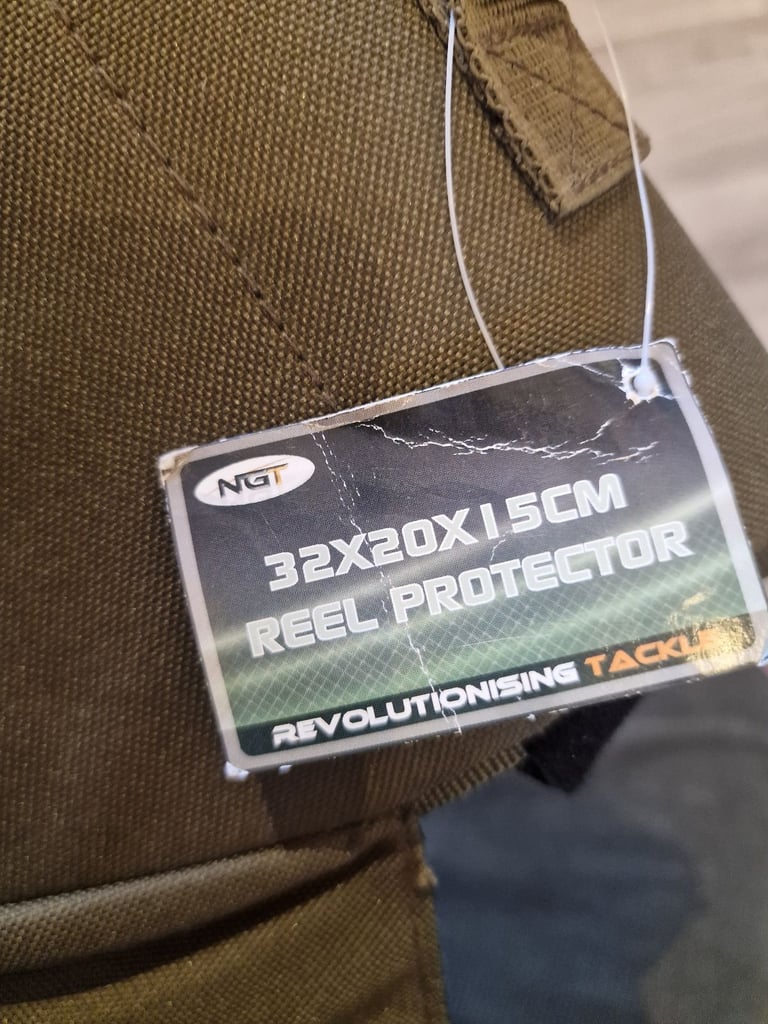 NGT
32X20X15CM
REEL PROTECTOR
REVOLUTIONISING TACKLE